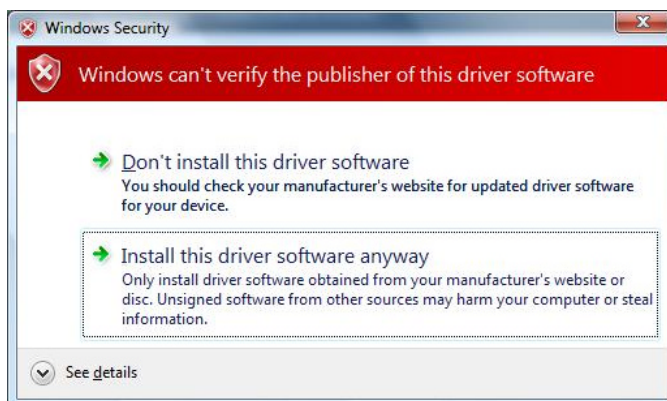 Windows Security
Windows can't verify the publisher of this driver software
Don't install this driver software
You should check your manufacturer's website for updated driver software
for your device.
Install this driver software anyway
Only install driver software obtained from your manufacturer's website or
disc. Unsigned software from other sources may harm your computer or steal
information.
See details